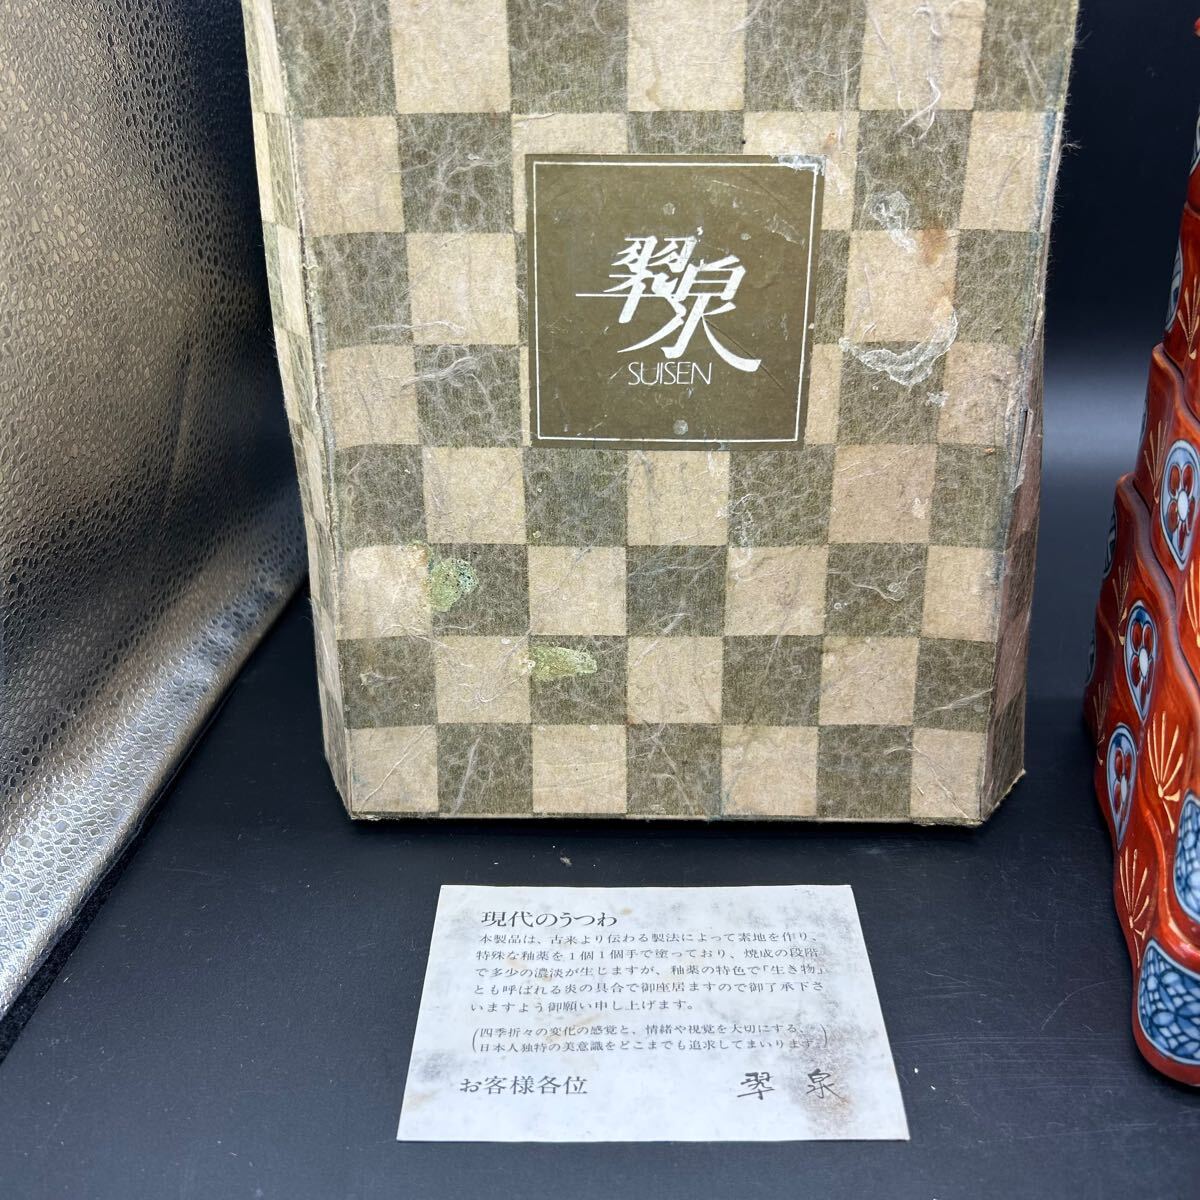 翠泉
SUISEN
現代のうつわ
本製品は、古来より伝わる製法によって素地を作り、
特殊な釉薬を1個1個手で塗っており、焼成の段階
で多少の濃淡が生じますが、釉薬の特色で「生き物」
とも呼ばれる炎の具合で御座居ますので御了承下さ
いますよう御願い申し上げます。
(四季折々の変化の感覚と、情緒や視覚を大切にする、
日本人独特の美意識をどこまでも追求してまいります。)
お客様各位 翠泉